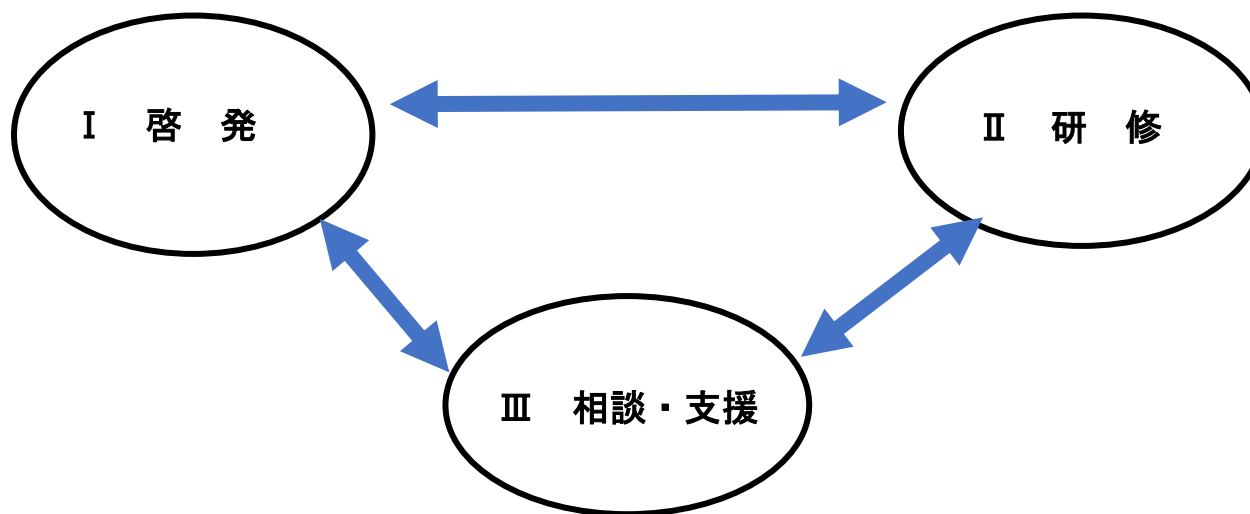 Ⅰ　啓　発
Ⅱ　研　修
Ⅲ　相談・支援